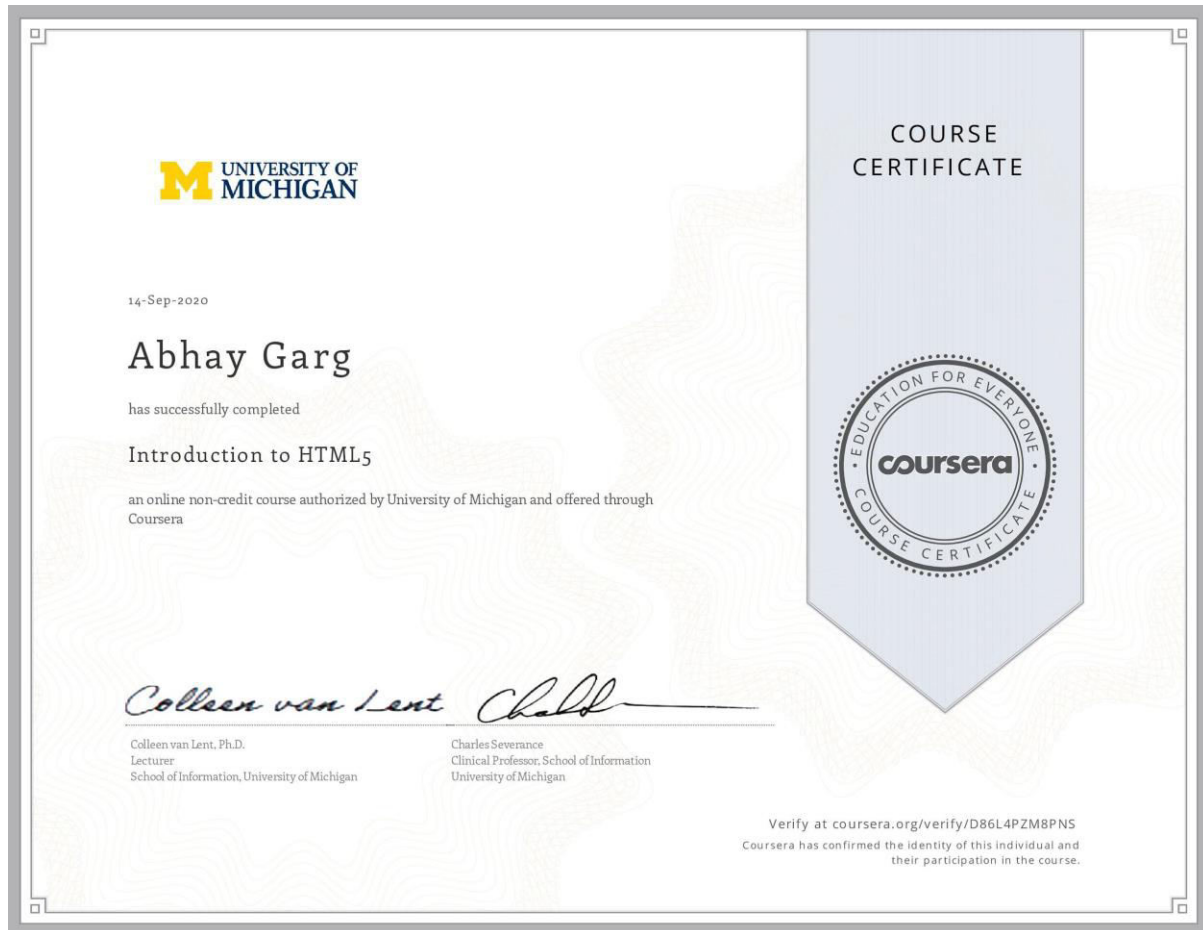 UNIVERSITY OF
MICHIGAN
COURSE
CERTIFICATE
14-Sep-2020
Abhay Garg
has successfully completed
Introduction to HTML5
an online non-credit course authorized by University of Michigan and offered through
Coursera
EDUCATION FOR EVERYONE
coursera
COURSE CERTIFICATE
Colleen van Lent
Colleen van Lent, Ph.D.
Lecturer
School of Information, University of Michigan
Charles Severance
Clinical Professor, School of Information
University of Michigan
Verify at coursera.org/verify/D86L4PZM8PNS
Coursera has confirmed the identity of this individual and
their participation in the course.